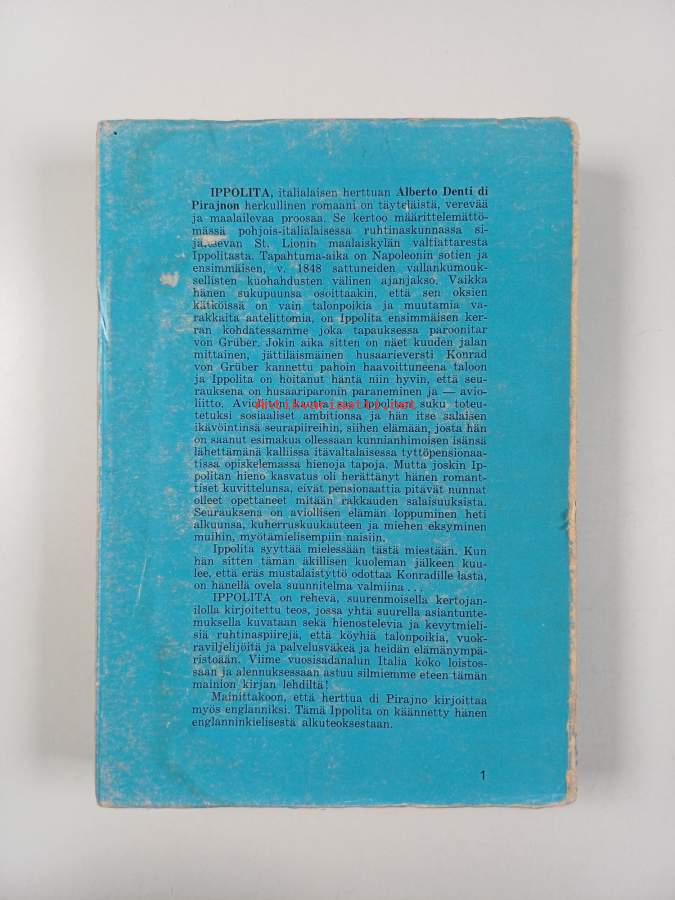 IPPOLITA, italialaisen herttuan Alberto Denti di
Pirajnon herkullinen romaani on täyteläistä, verevää
ja maalailevaa proosaa. Se kertoo määrittelemättö-
mässä pohjois-italialaisessa ruhtinaskunnassa si-
jaitsevan St. Lionin maalaiskylän valtiattaresta
Ippolitasta. Tapahtuma-aika on Napoleonin sotien ja
ensimmäisen, v. 1848 sattuneiden vallankumouk-
sellisten kuohahdusten välinen ajanjakso. Vaikka
hänen sukupuunsa osoittaakin, että sen oksien
kätköissä on vain talonpoikia ja muutamia va-
rakkaita aatelittomia, on Ippolita ensimmäisen ker-
ran kohdatessamme joka tapauksessa paroonitar
von Grüber. Jokin aika sitten on näet kuuden jalan
mittainen, jättiläismäinen husaarieversti Konrad
von Grüber kannettu pahoin haavoittuneena taloon
ja Ippolita on hoitanut häntä niin hyvin, että seu-
rauksena on husaariparonin paraneminen ja — avio-
liitto. Avioliiton kautta saa Ippolitan suku toteu-
tetuksi sosiaaliset ambitionsa ja hän itse salaisen
ikävöintinsä seurapiireihin, siihen elämään, josta hän
on saanut esimakua ollessaan kunnianhimoisen isänsä
lähettämänä kalliissa itävaltalaisessa tyttöpensionaa-
tissa opiskelemassa hienoja tapoja. Mutta joskin Ip-
politan hieno kasvatus oli herättänyt hänen romant-
tiset kuvittelunsa, eivät pensionaattia pitävät nunnat
olleet opettaneet mitään rakkauden salaisuuksista.
Seurauksena on aviollisen elämän loppuminen heti
alkuunsa, kuherruskuukauteen ja miehen eksyminen
muihin, myötämielisempiin naisiin.
Ippolita syyttää mielessään tästä miestään. Kun
hän sitten tämän äkillisen kuoleman jälkeen kuu-
lee, että eräs mustalaistyttö odottaa Konradille lasta,
on hänellä ovela suunnitelma valmiina ...
IPPOLITA on rehevä, suurenmoisella kertojan-
ilolla kirjoitettu teos, jossa yhtä suurella asiantunte-
muksella kuvataan sekä hienostelevia ja kevytmieli-
siä ruhtinaspiirejä, että köyhiä talonpoikia, vuok-
raviljelijöitä ja palvelusväkeä ja heidän elämänympä-
ristöään. Viime vuosisadanalun Italia koko loistos-
saan ja alennuksessaan astuu silmiemme eteen tämän
mainion kirjan lehdiltä!
Mainittakoon, että herttua di Pirajno kirjoittaa
myös englanniksi. Tämä Ippolita on käännetty hänen
englanninkielisestä alkuteoksestaan.
1
Antikvariaatit.net